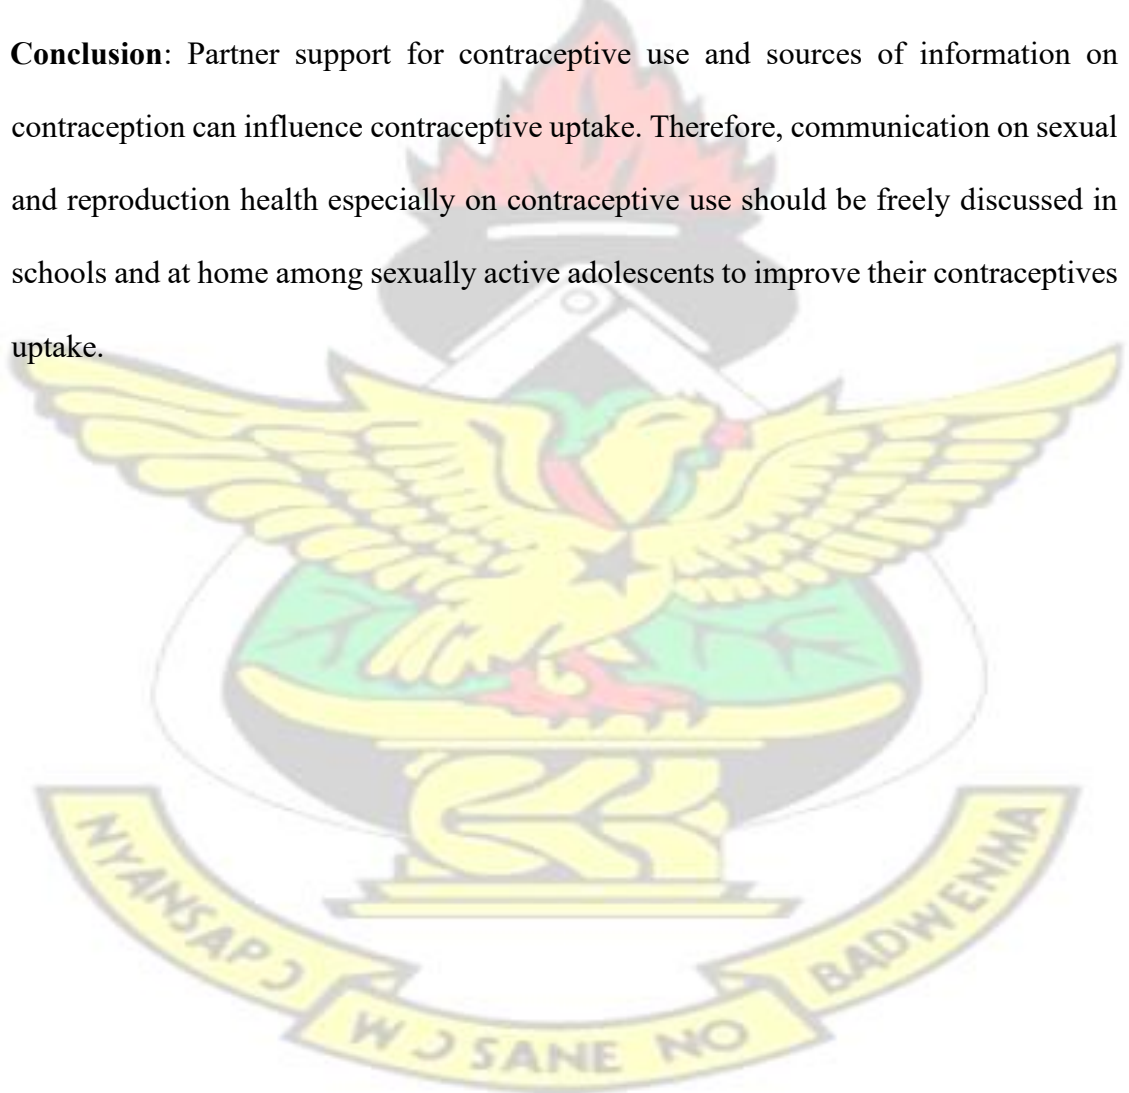 Conclusion: Partner support for contraceptive use and sources of information on
contraception can influence contraceptive uptake. Therefore, communication on sexual
and reproduction health especially on contraceptive use should be freely discussed in
schools and at home among sexually active adolescents to improve their contraceptives
uptake.
NYANSAPƆ
WƆSANE NO
BADWENMA